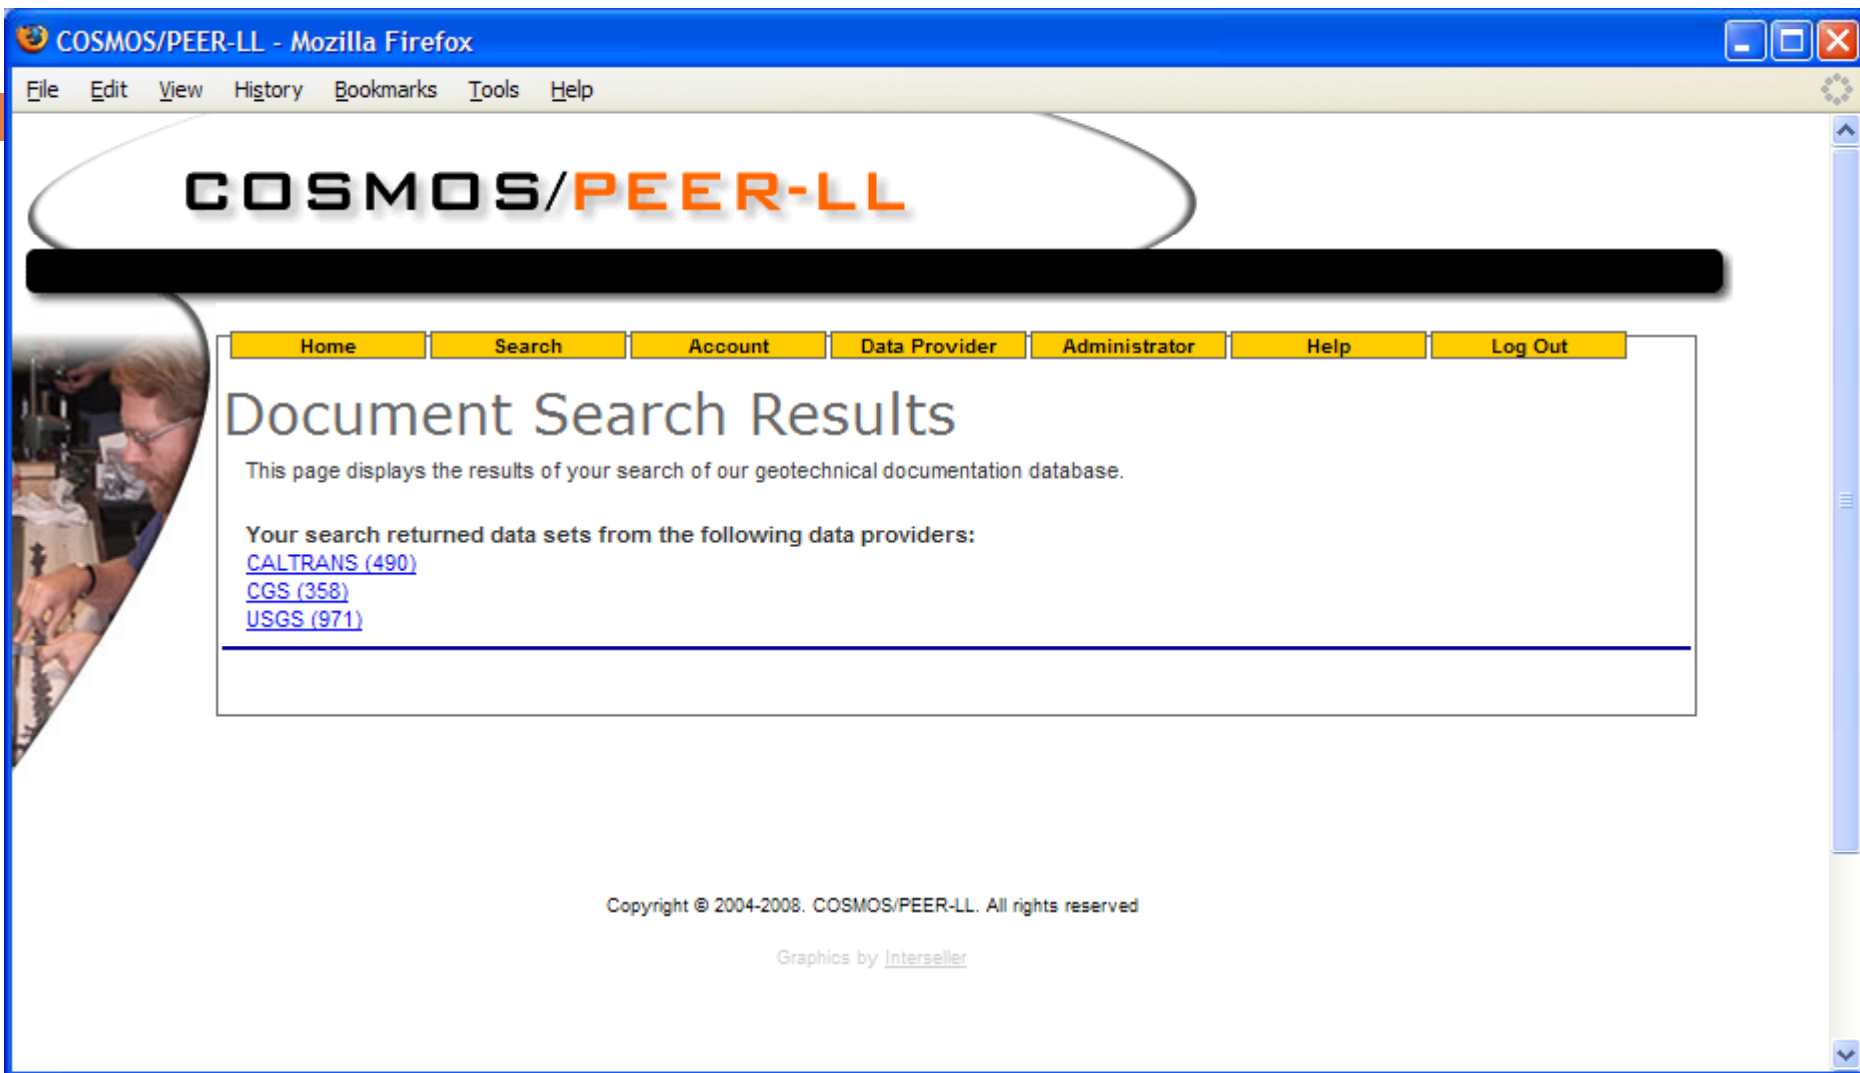 COSMOS/PEER-LL - Mozilla Firefox
File Edit View History Bookmarks Tools Help
COSMOS/PEER-LL
Home Search Account Data Provider Administrator Help Log Out
Document Search Results
This page displays the results of your search of our geotechnical documentation database.
Your search returned data sets from the following data providers:
CALTRANS (490)
CGS (358)
USGS (971)
Copyright © 2004-2008. COSMOS/PEER-LL. All rights reserved
Graphics by Interseller